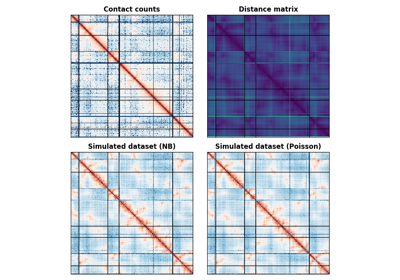 Contact counts
Distance matrix
Simulated dataset (NB)
Simulated dataset (Poisson)